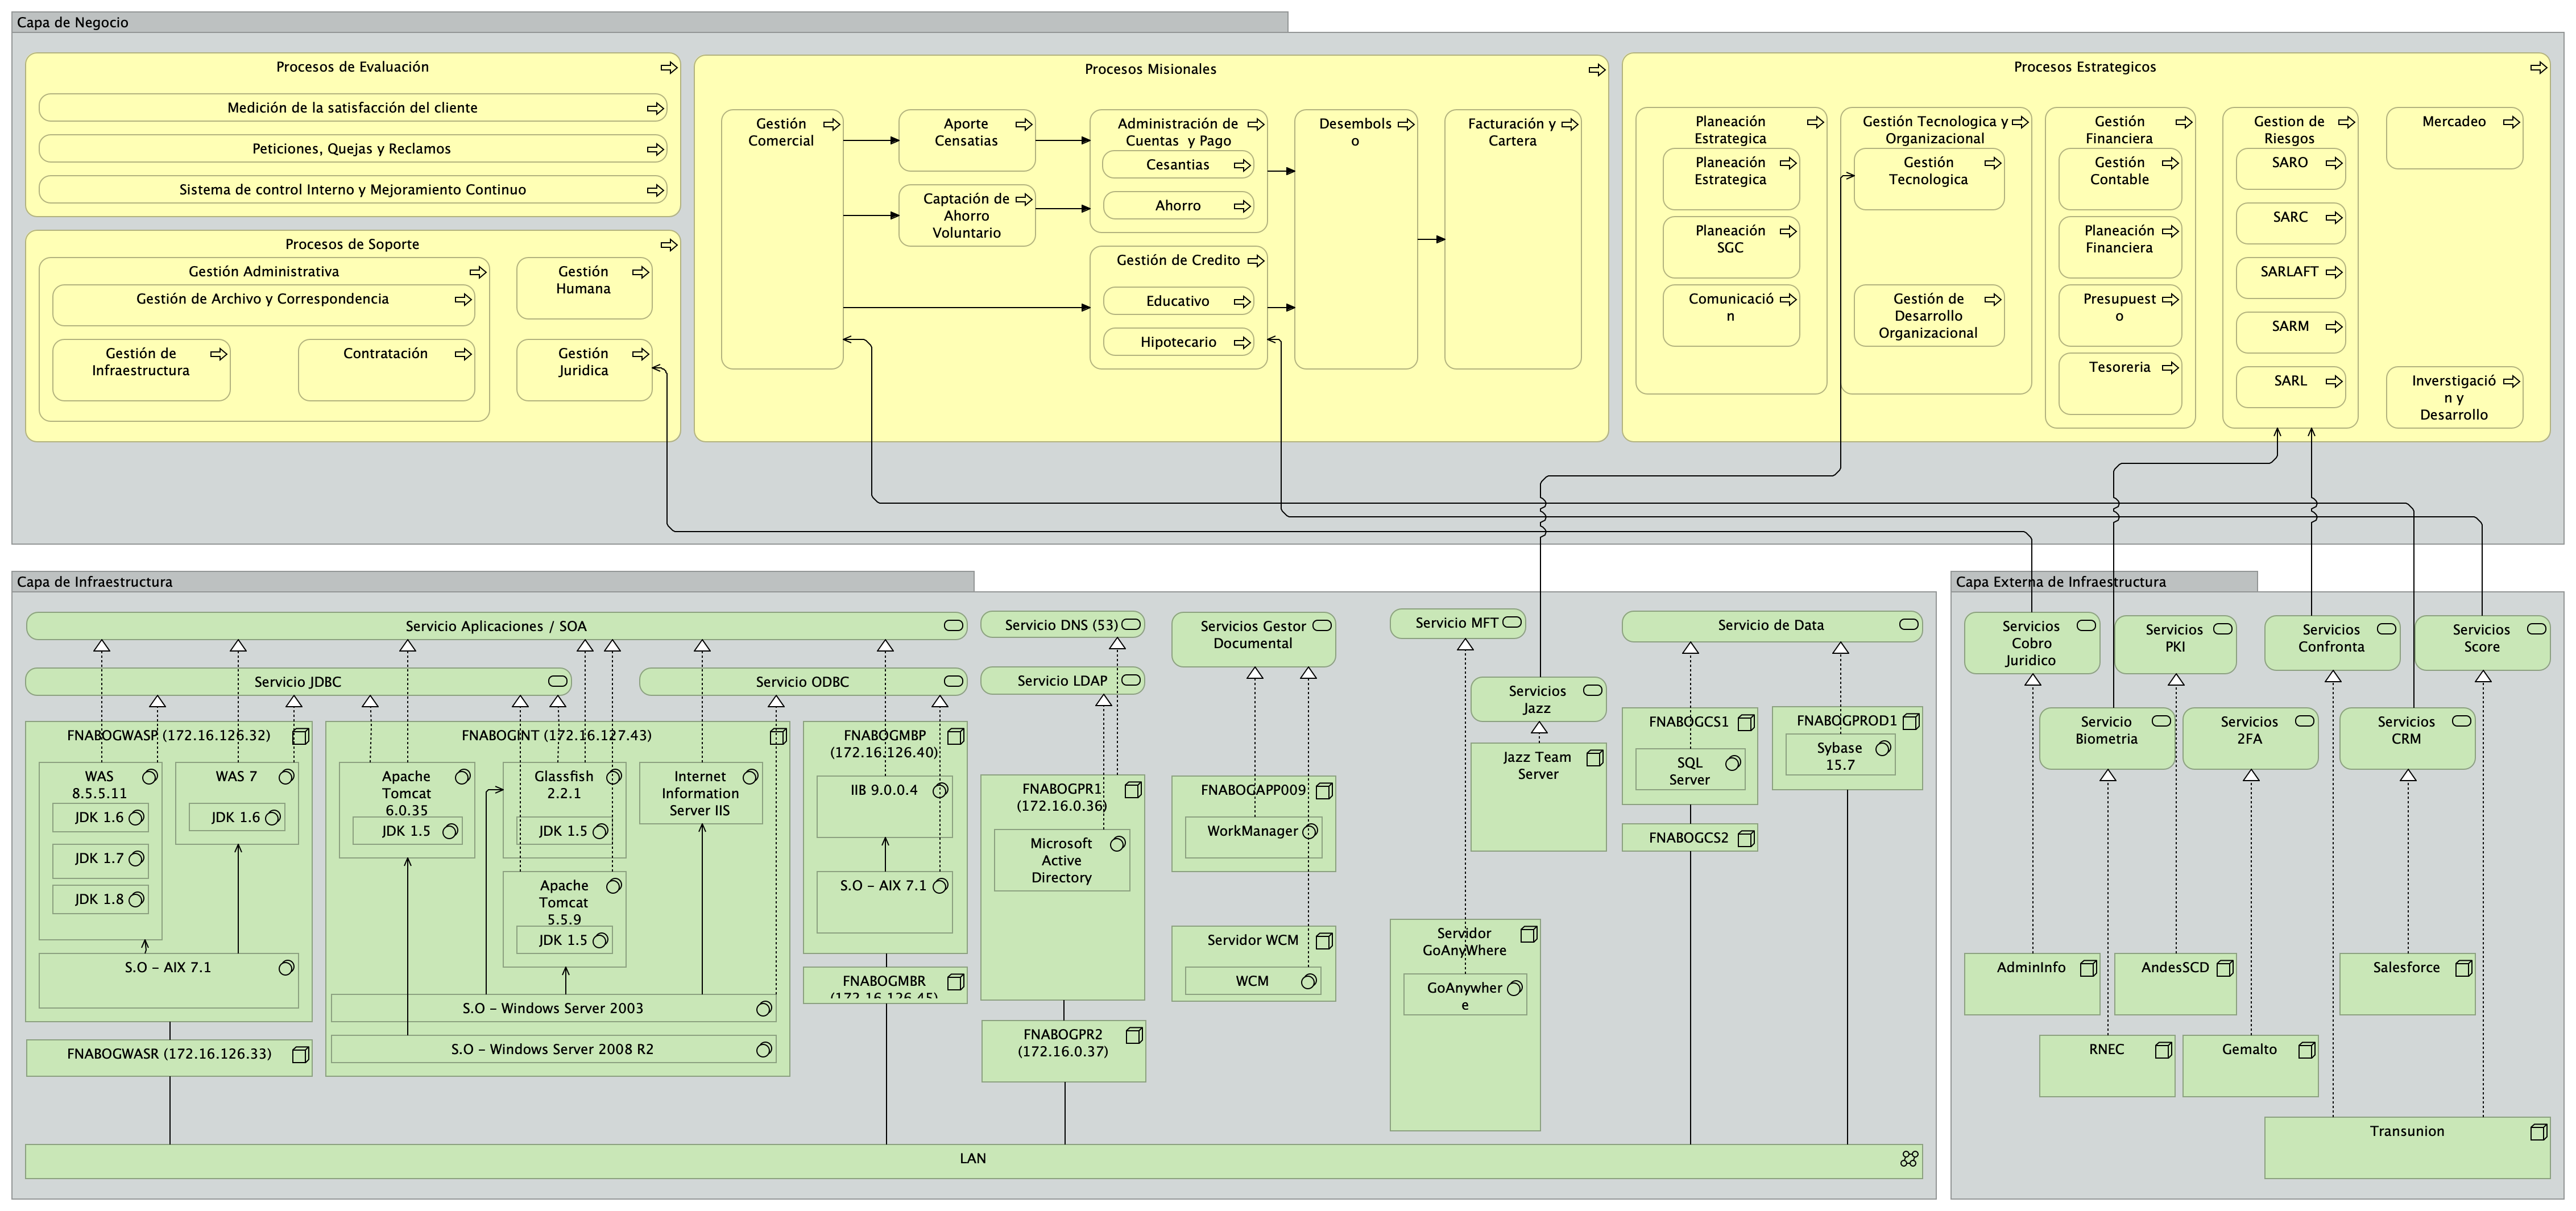 Capa de Negocio
Procesos de Evaluación
Medición de la satisfacción del cliente
Peticiones, Quejas y Reclamos
Sistema de control Interno y Mejoramiento Continuo
Procesos de Soporte
Gestión Administrativa
Gestión de Archivo y Correspondencia
Gestión de
Infraestructura
Contratación
Gestión
Humana
Gestión
Juridica
Procesos Misionales
Gestión
Comercial
Aporte
Censatias
Captación de
Ahorro
Voluntario
Administración de
Cuentas y Pago
Cesantias
Ahorro
Gestión de Credito
Educativo
Hipotecario
Desembols
o
Facturación y
Cartera
Procesos Estrategicos
Planeación
Estrategica
Planeación
Estrategica
Planeación
SGC
Comunicació
n
Gestión Tecnologica y
Organizacional
Gestión
Tecnologica
Gestión de
Desarrollo
Organizacional
Gestión
Financiera
Gestión
Contable
Planeación
Financiera
Presupuest
o
Tesoreria
Gestion de
Riesgos
SARO
SARC
SARLAFT
SARM
SARL
Mercadeo
Inverstigació
n y
Desarrollo
Capa de Infraestructura
Servicio Aplicaciones / SOA
Servicio JDBC
Servicio ODBC
FNABOGWASP (172.16.126.32)
WAS
8.5.5.11
JDK 1.6
JDK 1.7
JDK 1.8
WAS 7
JDK 1.6
S.O – AIX 7.1
FNABOGWASR (172.16.126.33)
FNABOGINT (172.16.127.43)
Apache
Tomcat
6.0.35
JDK 1.5
Glassfish
2.2.1
JDK 1.5
Apache
Tomcat
5.5.9
JDK 1.5
Internet
Information
Server IIS
S.O – Windows Server 2003
S.O – Windows Server 2008 R2
FNABOGMBP
(172.16.126.40)
IIB 9.0.0.4
S.O – AIX 7.1
FNABOGMBR
(172.16.126.45)
Servicio DNS (53)
Servicio LDAP
FNABOGPR1
(172.16.0.36)
Microsoft
Active
Directory
FNABOGPR2
(172.16.0.37)
Servicios Gestor
Documental
FNABOGAPP009
WorkManager
Servidor WCM
WCM
Servicio MFT
Servicios
Jazz
Jazz Team
Server
Servidor
GoAnyWhere
GoAnywher
e
Servicio de Data
FNABOGCS1
SQL
Server
FNABOGCS2
FNABOGPROD1
Sybase
15.7
LAN
Capa Externa de Infraestructura
Servicios
Cobro
Juridico
Servicios
PKI
Servicios
Confronta
Servicios
Score
Servicio
Biometria
Servicios
2FA
Servicios
CRM
AdminInfo
AndesSCD
Salesforce
RNEC
Gemalto
Transunion